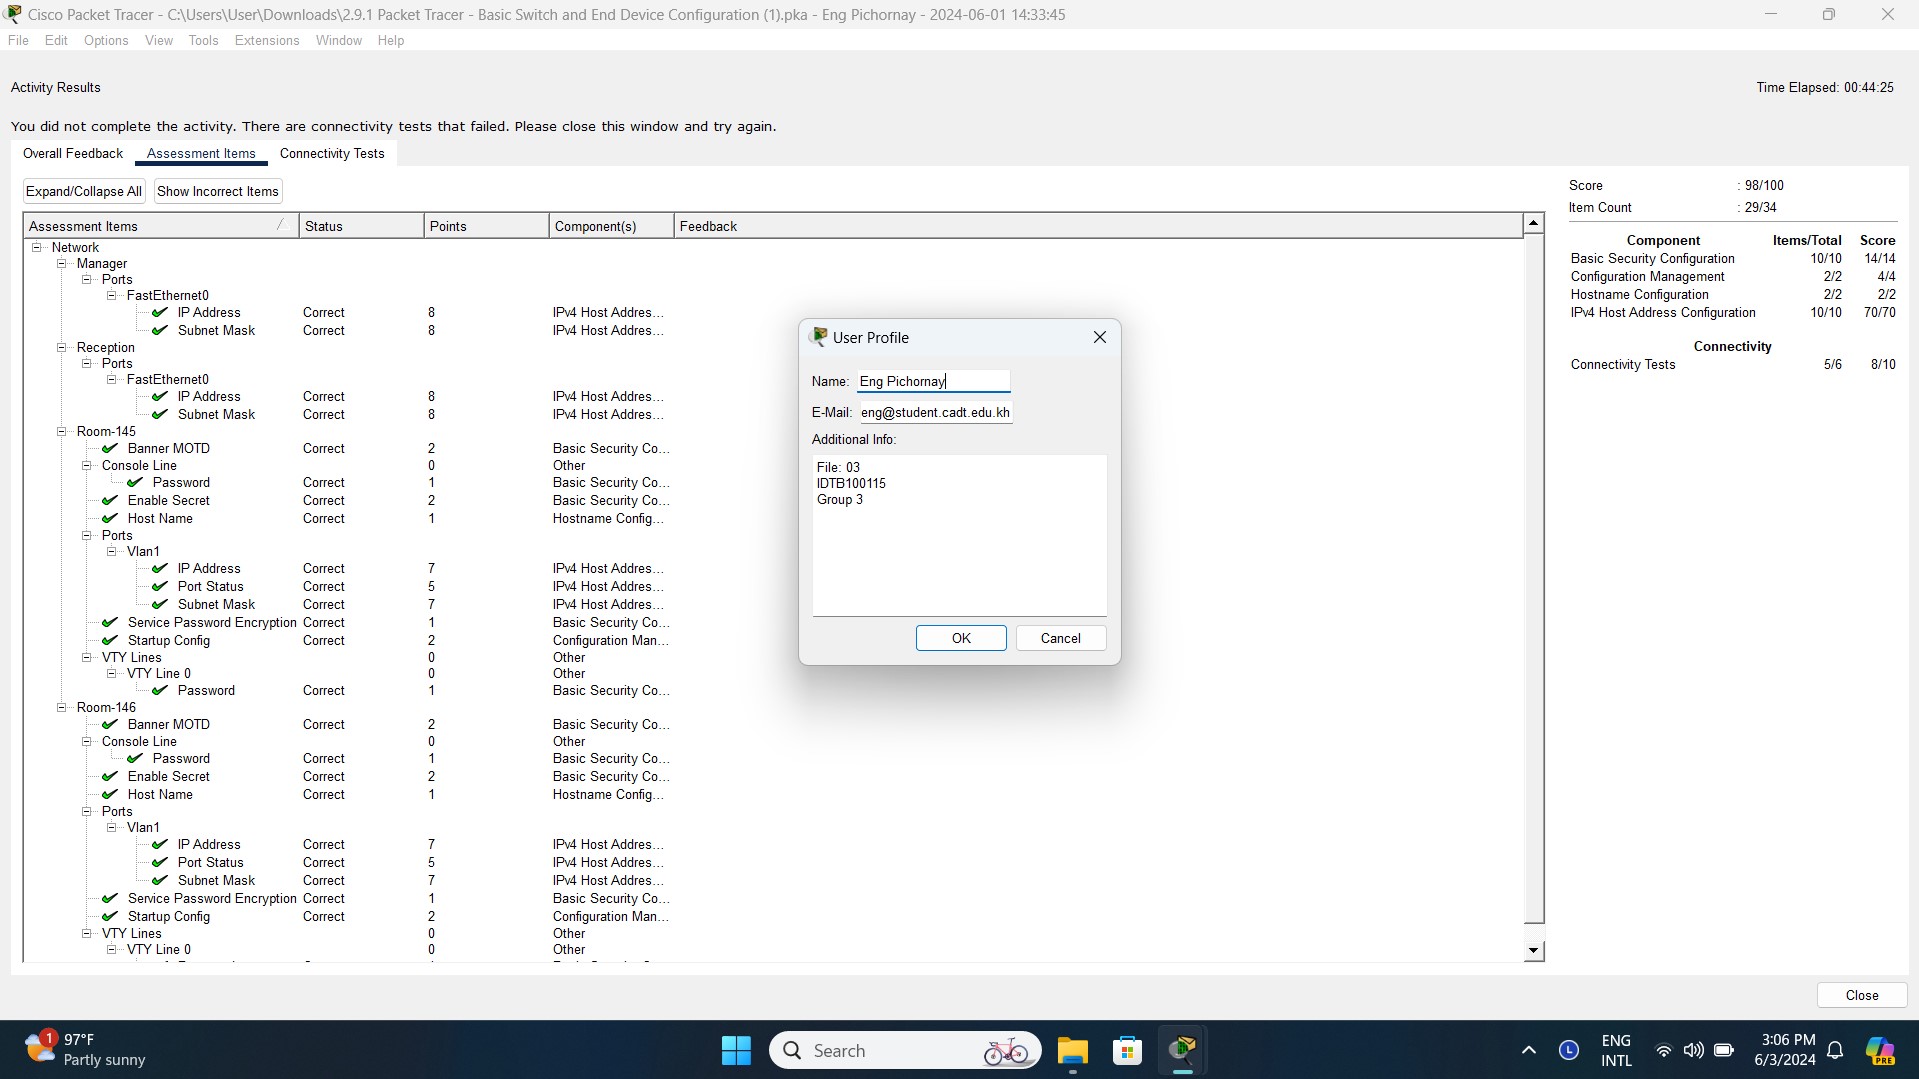 Cisco Packet Tracer - C:\Users\User\Downloads\2.9.1 Packet Tracer - Basic Switch and End Device Configuration (1).pka - Eng Pichornay - 2024-06-01 14:33:45
File Edit Options View Tools Extensions Window Help
Activity Results
Time Elapsed: 00:44:25
You did not complete the activity. There are connectivity tests that failed. Please close this window and try again.
Overall Feedback Assessment Items Connectivity Tests
Expand/Collapse All Show Incorrect Items
Assessment Items Status Points Component(s) Feedback
Network
Manager
Ports
FastEthernet0
IP Address Correct 8 IPv4 Host Addres...
Subnet Mask Correct 8 IPv4 Host Addres...
Reception
Ports
FastEthernet0
IP Address Correct 8 IPv4 Host Addres...
Subnet Mask Correct 8 IPv4 Host Addres...
Room-145
Banner MOTD Correct 2 Basic Security Co...
Console Line 0 Other
Password Correct 1 Basic Security Co...
Enable Secret Correct 2 Basic Security Co...
Host Name Correct 1 Hostname Config...
Ports
Vlan1
IP Address Correct 7 IPv4 Host Addres...
Port Status Correct 5 IPv4 Host Addres...
Subnet Mask Correct 7 IPv4 Host Addres...
Service Password Encryption Correct 1 Basic Security Co...
Startup Config Correct 2 Configuration Man...
VTY Lines 0 Other
VTY Line 0 0 Other
Password Correct 1 Basic Security Co...
Room-146
Banner MOTD Correct 2 Basic Security Co...
Console Line 0 Other
Password Correct 1 Basic Security Co...
Enable Secret Correct 2 Basic Security Co...
Host Name Correct 1 Hostname Config...
Ports
Vlan1
IP Address Correct 7 IPv4 Host Addres...
Port Status Correct 5 IPv4 Host Addres...
Subnet Mask Correct 7 IPv4 Host Addres...
Service Password Encryption Correct 1 Basic Security Co...
Startup Config Correct 2 Configuration Man...
VTY Lines 0 Other
VTY Line 0 0 Other
User Profile
Name: Eng Pichornay
E-Mail: eng@student.cadt.edu.kh
Additional Info:
File: 03
IDTB100115
Group 3
OK Cancel
Score : 98/100
Item Count : 29/34
Component Items/Total Score
Basic Security Configuration 10/10 14/14
Configuration Management 2/2 4/4
Hostname Configuration 2/2 2/2
IPv4 Host Address Configuration 10/10 70/70
Connectivity
Connectivity Tests 5/6 8/10
Close
1
97°F
Partly sunny
Search
L
ENG
INTL
3:06 PM
6/3/2024
PRE